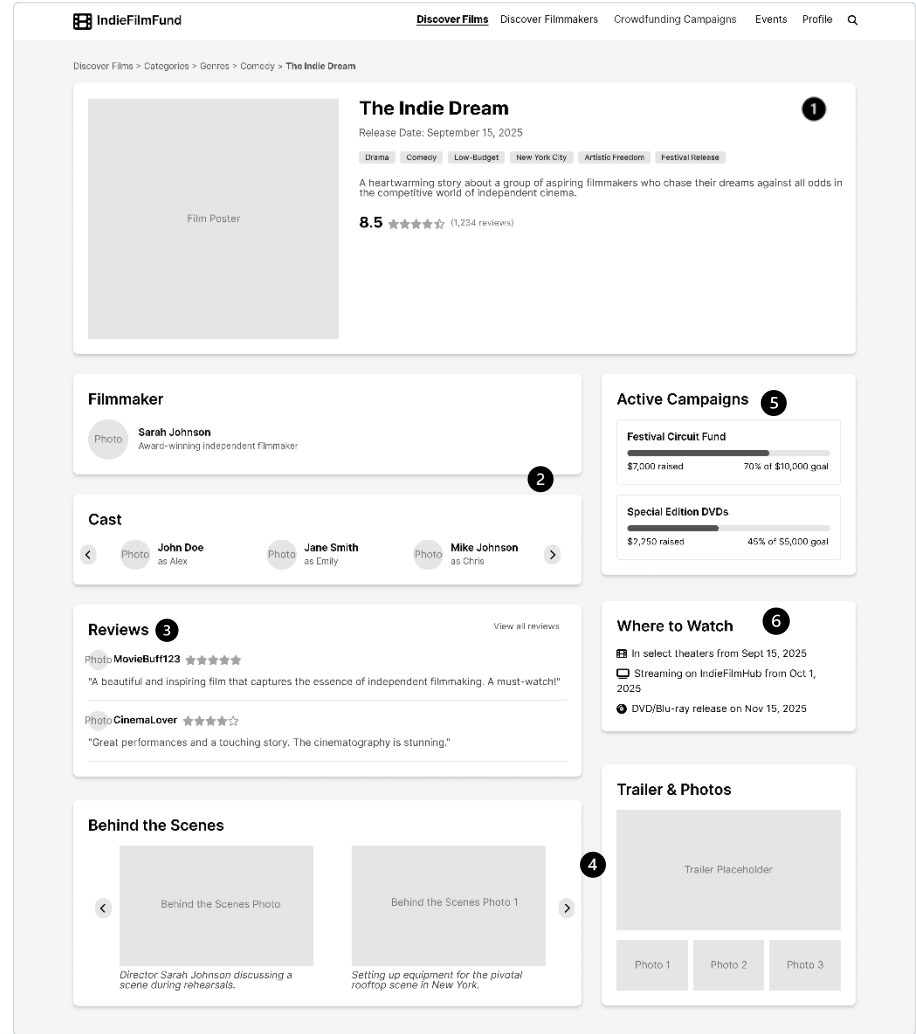 IndieFilmFund
Discover Films
Discover Filmmakers
Crowdfunding Campaigns
Events
Profile
Discover Films > Categories > Genres > Comedy > The Indie Dream
Film Poster
The Indie Dream
1
Release Date: September 15, 2025
Drama
Comedy
Low-Budget
New York City
Artistic Freedom
Festival Release
A heartwarming story about a group of aspiring filmmakers who chase their dreams against all odds in
the competitive world of independent cinema.
8.5
(1,234 reviews)
Filmmaker
Photo
Sarah Johnson
Award-winning independent filmmaker
2
Cast
Photo
John Doe
as Alex
Photo
Jane Smith
as Emily
Photo
Mike Johnson
as Chris
Reviews
3
View all reviews
Photo
MovieBuff123
"A beautiful and inspiring film that captures the essence of independent filmmaking. A must-watch!"
Photo
CinemaLover
"Great performances and a touching story. The cinematography is stunning."
Behind the Scenes
Behind the Scenes Photo
Director Sarah Johnson discussing a
scene during rehearsals.
Behind the Scenes Photo 1
Setting up equipment for the pivotal
rooftop scene in New York.
Active Campaigns
5
Festival Circuit Fund
$7,000 raised
70% of $10,000 goal
Special Edition DVDs
$2,250 raised
45% of $5,000 goal
Where to Watch
6
In select theaters from Sept 15, 2025
Streaming on IndieFilmHub from Oct 1,
2025
DVD/Blu-ray release on Nov 15, 2025
Trailer & Photos
4
Trailer Placeholder
Photo 1
Photo 2
Photo 3